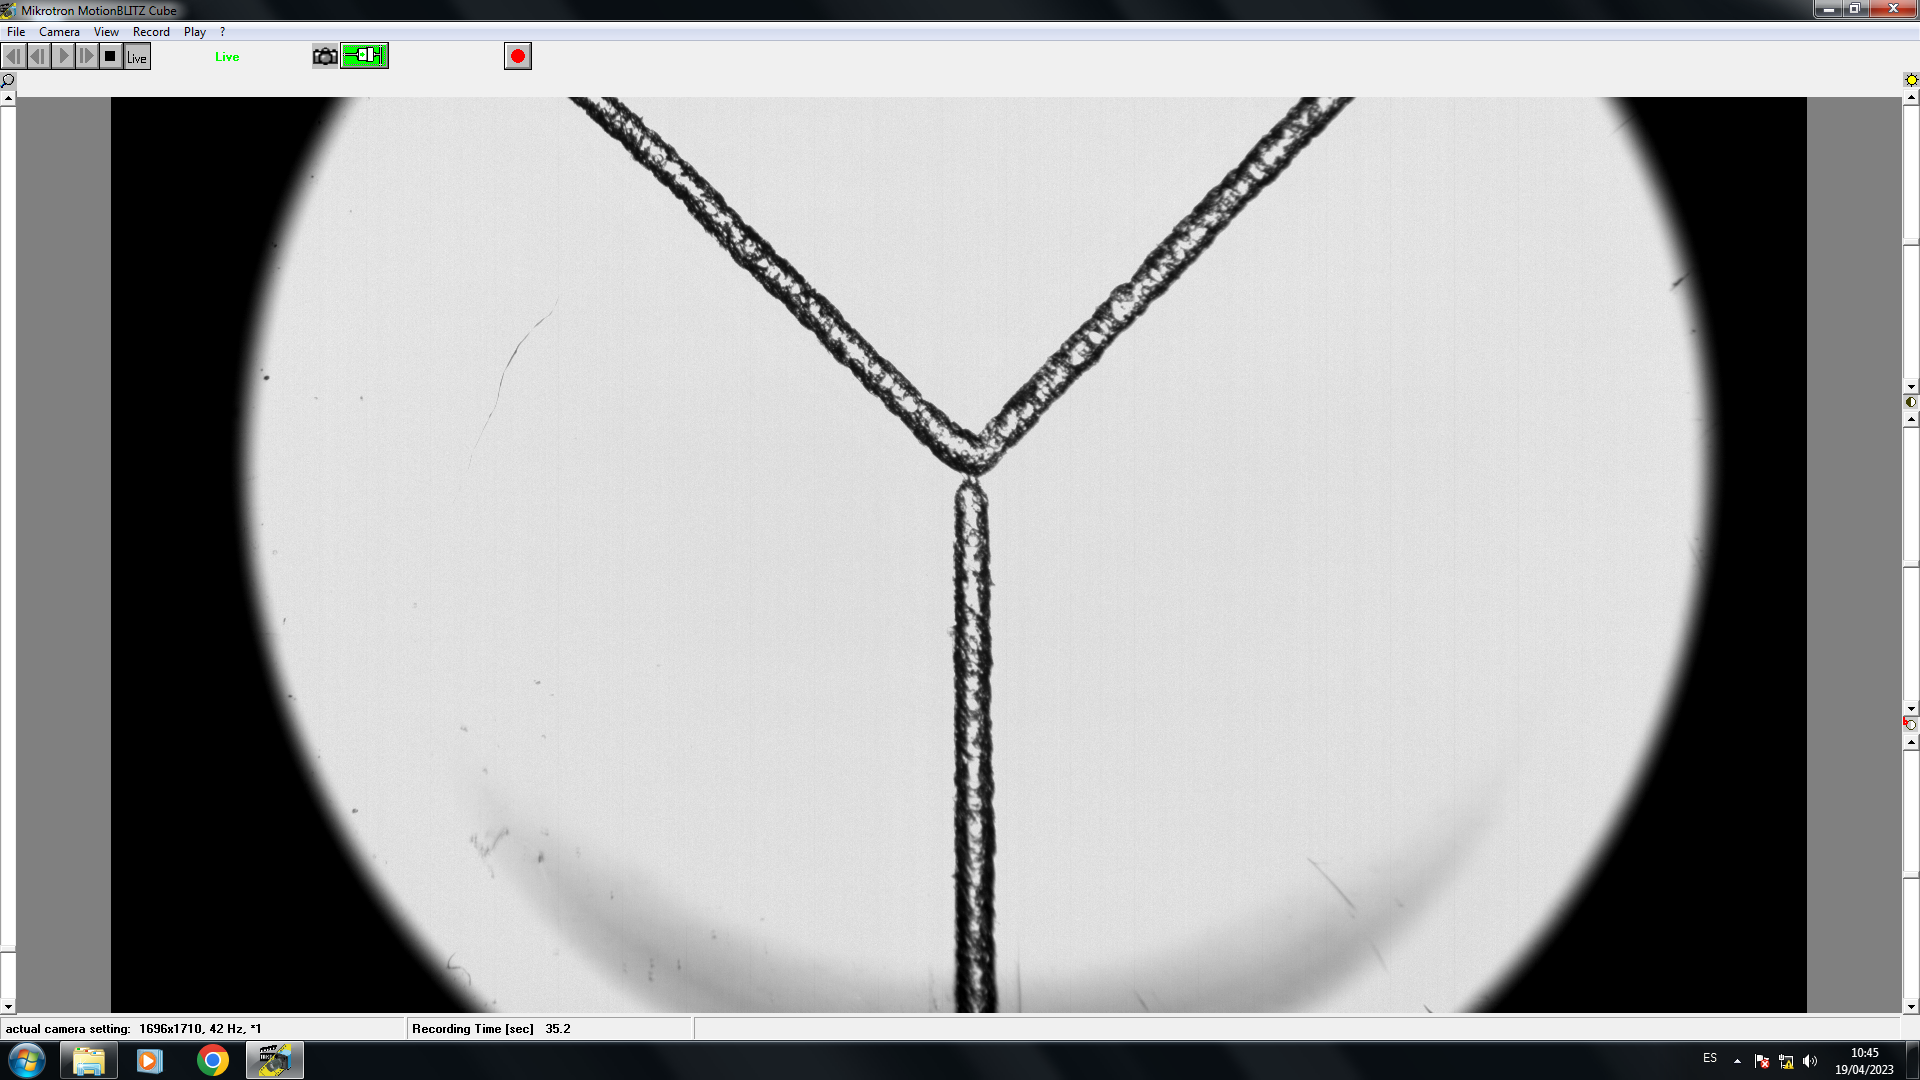 Mikrotron MotionBLITZ Cube
File Camera View Record Play ?
Live Live
actual camera setting: 1696x1710, 42 Hz, *1 Recording Time [sec] 35.2
ES 10:45
19/04/2023